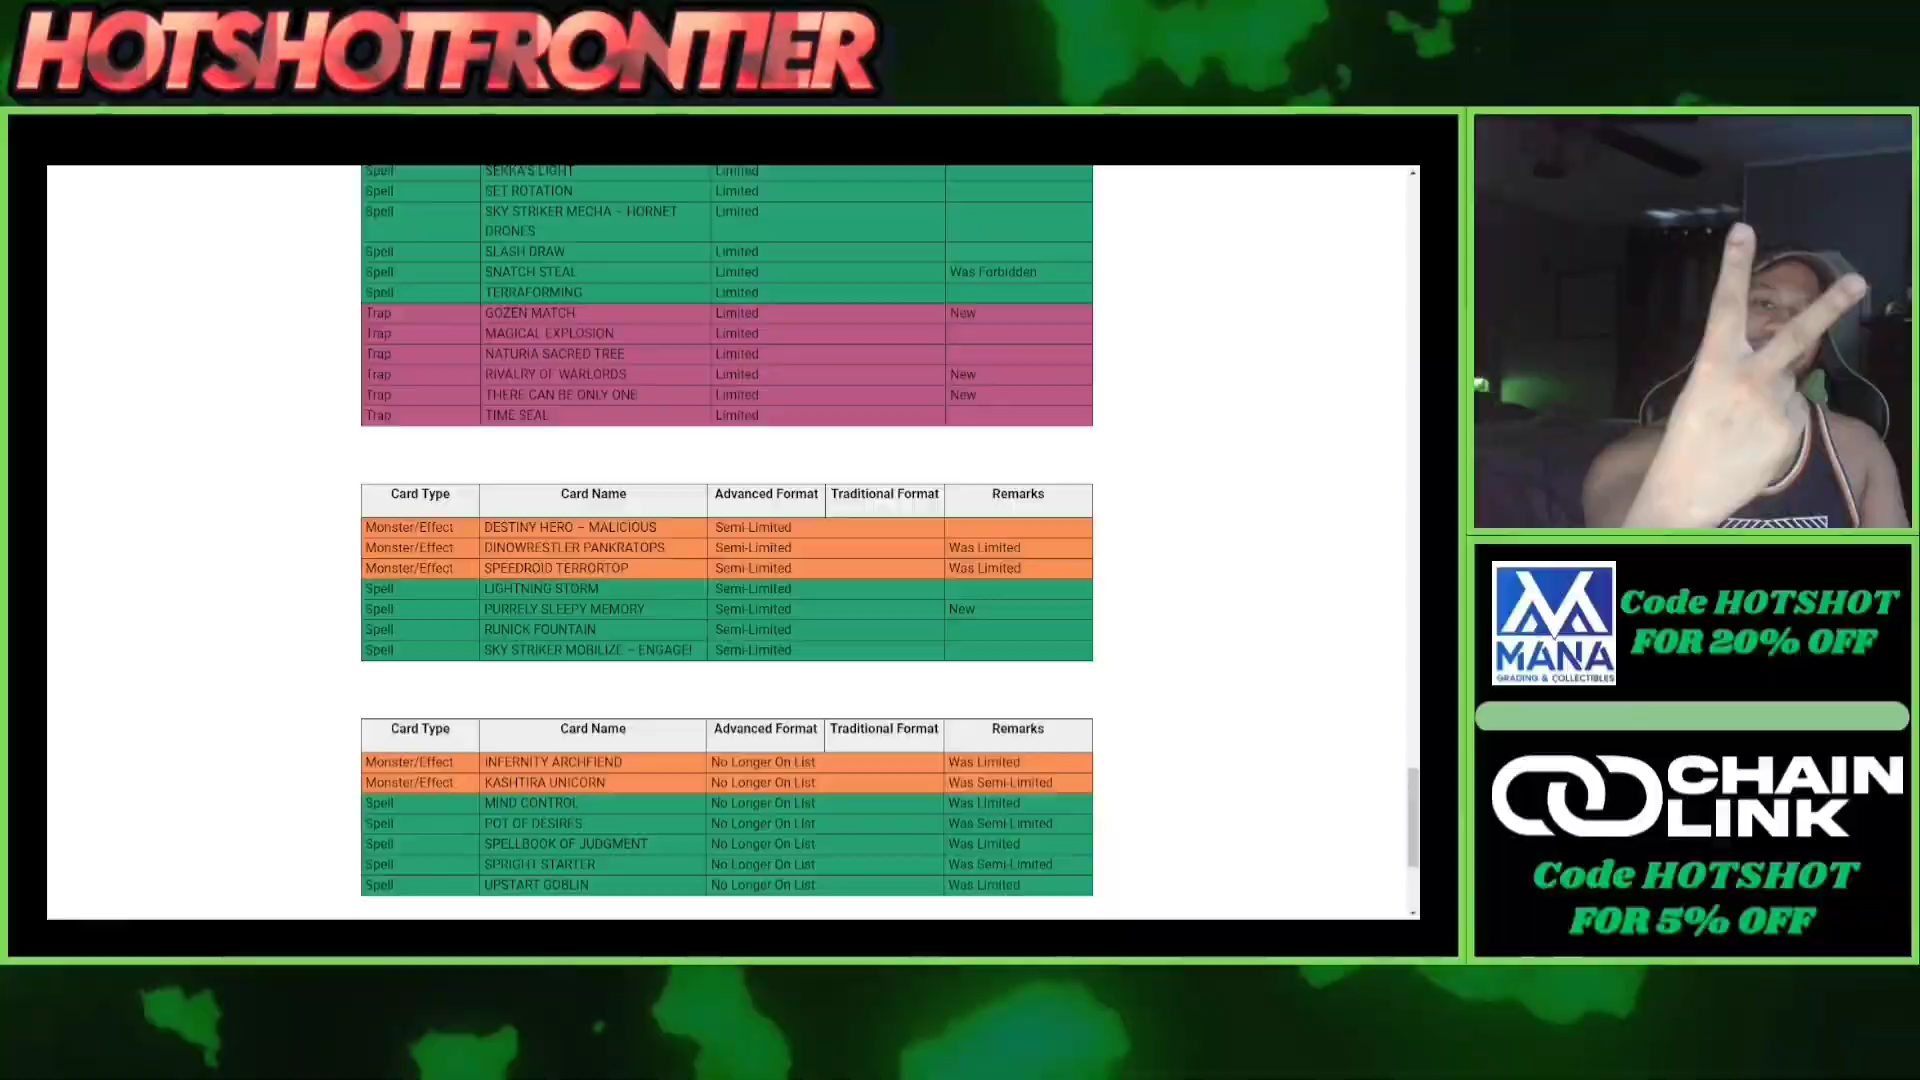 HOTSHOTFRONTIER
Spell SEKKA'S LIGHT Limited
Spell SET ROTATION Limited
Spell SKY STRIKER MECHA – HORNET DRONES Limited
Spell SLASH DRAW Limited
Spell SNATCH STEAL Limited Was Forbidden
Spell TERRAFORMING Limited
Trap GOZEN MATCH Limited New
Trap MAGICAL EXPLOSION Limited
Trap NATURIA SACRED TREE Limited
Trap RIVALRY OF WARLORDS Limited New
Trap THERE CAN BE ONLY ONE Limited New
Trap TIME SEAL Limited
Card Type Card Name Advanced Format Traditional Format Remarks
Monster/Effect DESTINY HERO – MALICIOUS Semi-Limited
Monster/Effect DINOWRESTLER PANKRATOPS Semi-Limited Was Limited
Monster/Effect SPEEDROID TERRORTOP Semi-Limited Was Limited
Spell LIGHTNING STORM Semi-Limited
Spell PURRELY SLEEPY MEMORY Semi-Limited New
Spell RUNICK FOUNTAIN Semi-Limited
Spell SKY STRIKER MOBILIZE – ENGAGE! Semi-Limited
Card Type Card Name Advanced Format Traditional Format Remarks
Monster/Effect INFERNITY ARCHFIEND No Longer On List Was Limited
Monster/Effect KASHTIRA UNICORN No Longer On List Was Semi-Limited
Spell MIND CONTROL No Longer On List Was Limited
Spell POT OF DESIRES No Longer On List Was Semi-Limited
Spell SPELLBOOK OF JUDGMENT No Longer On List Was Limited
Spell SPRIGHT STARTER No Longer On List Was Semi-Limited
Spell UPSTART GOBLIN No Longer On List Was Limited
MANA
GRADING & COLLECTIBLES
Code HOTSHOT
FOR 20% OFF
CHAIN
LINK
Code HOTSHOT
FOR 5% OFF